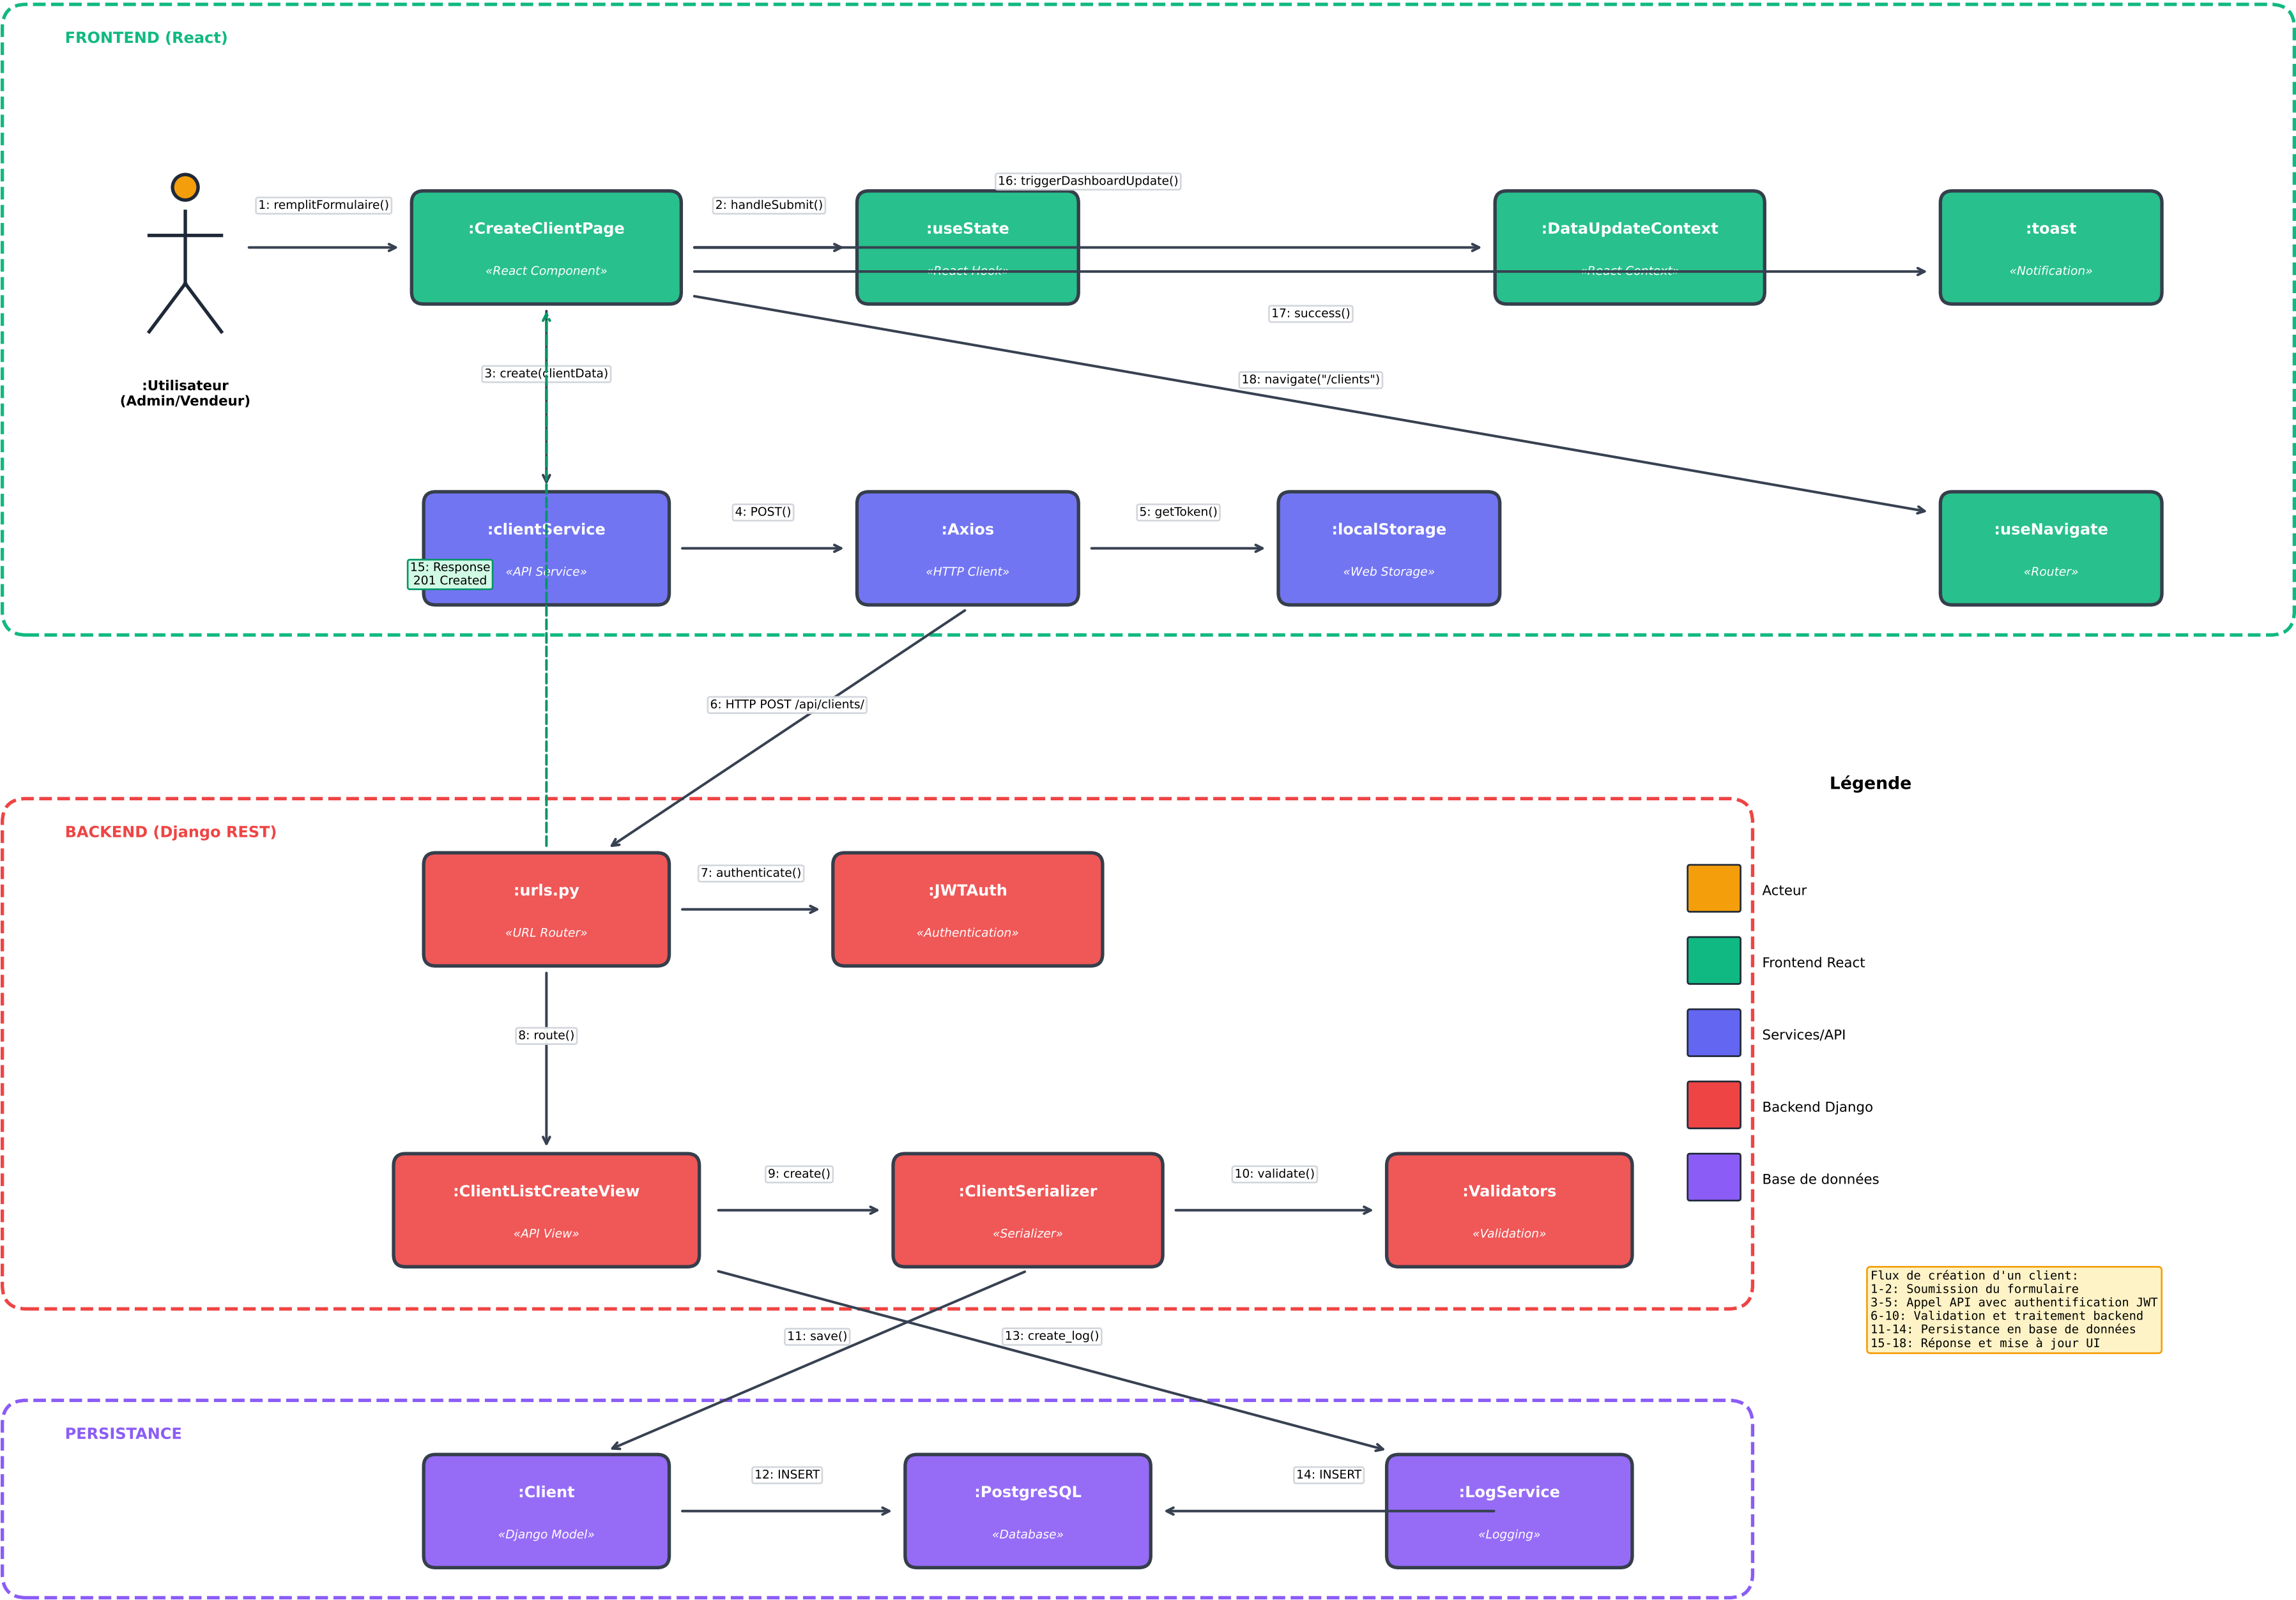 FRONTEND (React)
16: triggerDashboardUpdate()
1: remplitFormulaire()
2: handleSubmit()
:CreateClientPage
«React Component»
:useState
«React Hook»
:DataUpdateContext
«React Context»
:toast
«Notification»
17: success()
3: create(clientData)
18: navigate("/clients")
:Utilisateur
(Admin/Vendeur)
:clientService
«API Service»
4: POST()
:Axios
«HTTP Client»
5: getToken()
:localStorage
«Web Storage»
:useNavigate
«Router»
15: Response
201 Created
6: HTTP POST /api/clients/
Légende
BACKEND (Django REST)
:urls.py
«URL Router»
7: authenticate()
:JWTAuth
«Authentication»
Acteur
Frontend React
Services/API
Backend Django
Base de données
8: route()
:ClientListCreateView
«API View»
9: create()
:ClientSerializer
«Serializer»
10: validate()
:Validators
«Validation»
Flux de création d'un client:
1-2: Soumission du formulaire
3-5: Appel API avec authentification JWT
6-10: Validation et traitement backend
11-14: Persistance en base de données
15-18: Réponse et mise à jour UI
11: save()
13: create_log()
PERSISTANCE
:Client
«Django Model»
12: INSERT
:PostgreSQL
«Database»
14: INSERT
:LogService
«Logging»